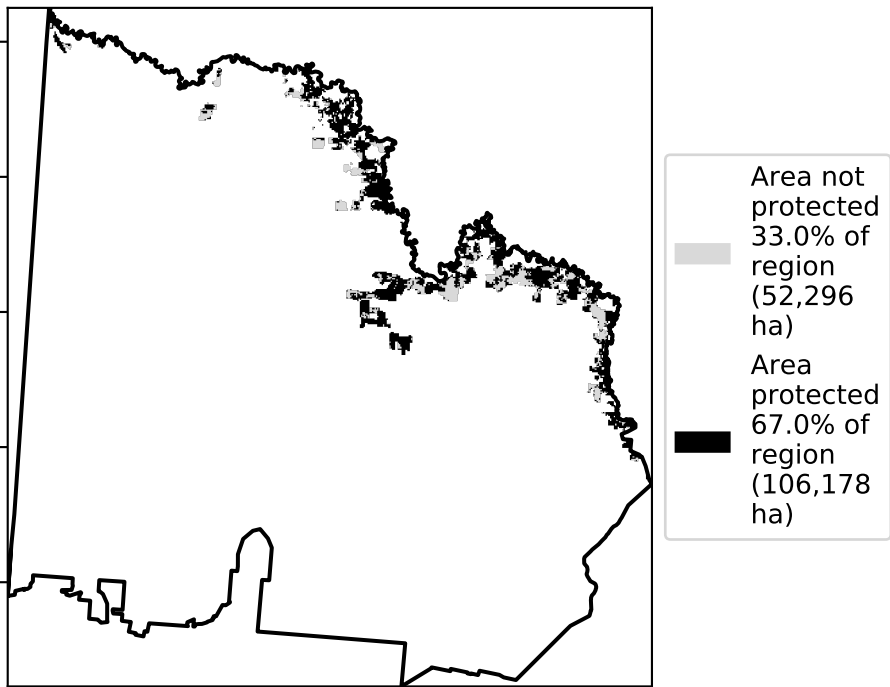 Area not
protected
33.0% of
region
(52,296
ha)
Area
protected
67.0% of
region
(106,178
ha)